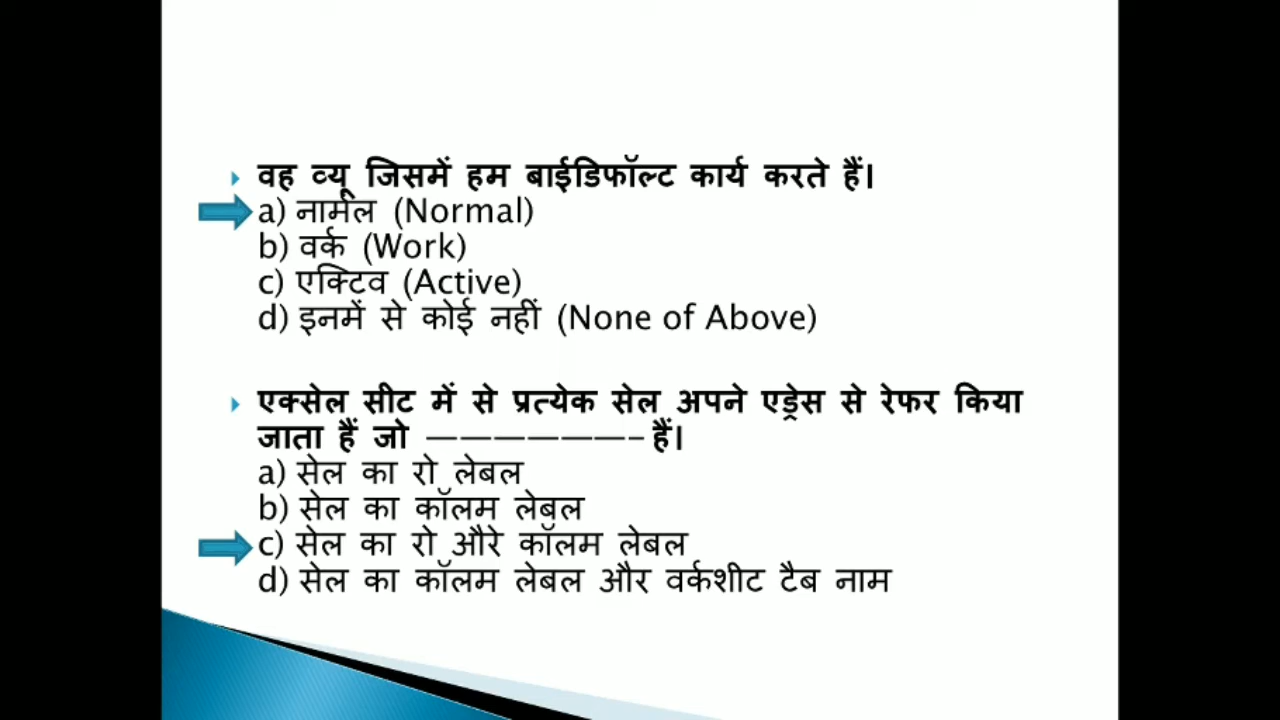 वह व्यू जिसमें हम बाईडिफॉल्ट कार्य करते हैं।
a) नार्मल (Normal)
b) वर्क (Work)
c) एक्टिव (Active)
d) इनमें से कोई नहीं (None of Above)
एक्सेल सीट में से प्रत्येक सेल अपने एड्रेस से रेफर किया
जाता हैं जो ———————– हैं।
a) सेल का रो लेबल
b) सेल का कॉलम लेबल
c) सेल का रो औरे कॉलम लेबल
d) सेल का कॉलम लेबल और वर्कशीट टैब नाम